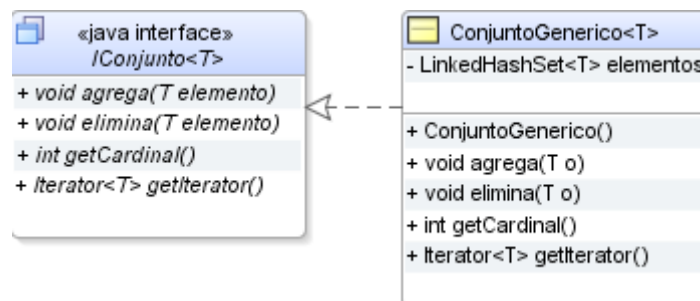 «java interface»
IConjunto<T>
+ void agrega(T elemento)
+ void elimina(T elemento)
+ int getCardinal()
+ Iterator<T> getIterator()
ConjuntoGenerico<T>
- LinkedHashSet<T> elementos
+ ConjuntoGenerico()
+ void agrega(T o)
+ void elimina(T o)
+ int getCardinal()
+ Iterator<T> getIterator()